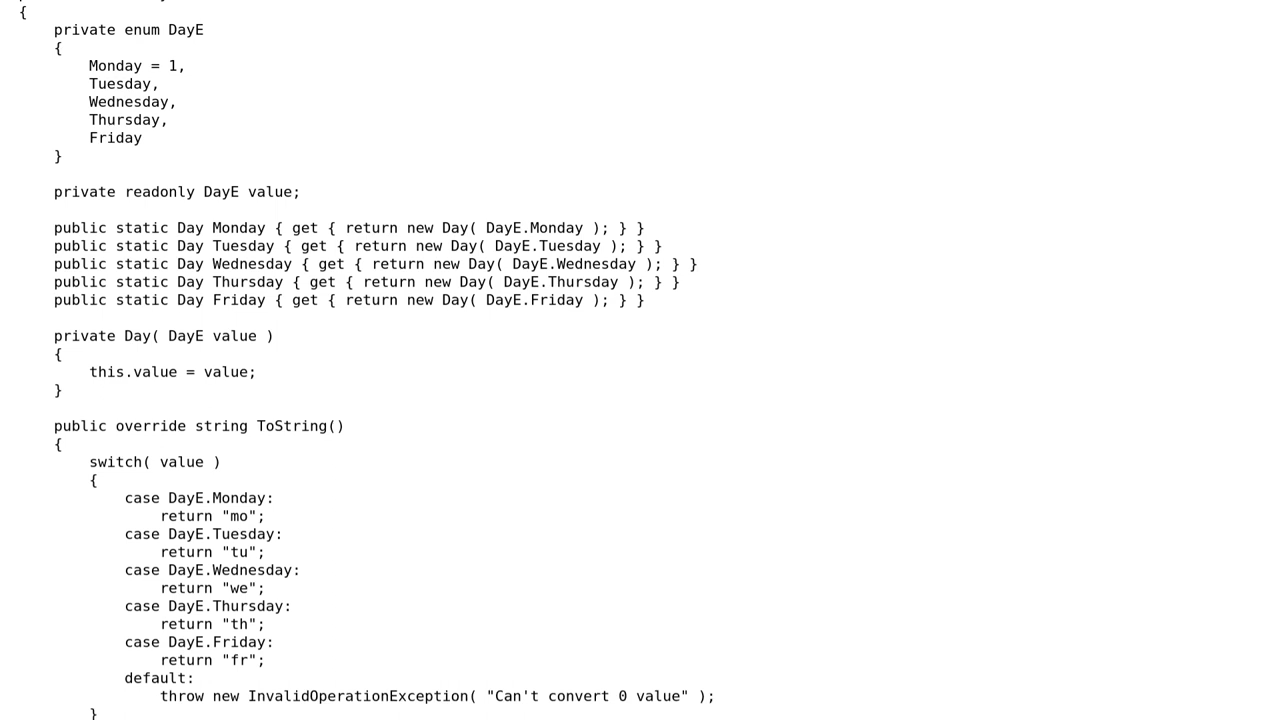 {
    private enum DayE
    {
        Monday = 1,
        Tuesday,
        Wednesday,
        Thursday,
        Friday
    }

    private readonly DayE value;

    public static Day Monday { get { return new Day( DayE.Monday ); } }
    public static Day Tuesday { get { return new Day( DayE.Tuesday ); } }
    public static Day Wednesday { get { return new Day( DayE.Wednesday ); } }
    public static Day Thursday { get { return new Day( DayE.Thursday ); } }
    public static Day Friday { get { return new Day( DayE.Friday ); } }

    private Day( DayE value )
    {
        this.value = value;
    }

    public override string ToString()
    {
        switch( value )
        {
            case DayE.Monday:
                return "mo";
            case DayE.Tuesday:
                return "tu";
            case DayE.Wednesday:
                return "we";
            case DayE.Thursday:
                return "th";
            case DayE.Friday:
                return "fr";
            default:
                throw new InvalidOperationException( "Can't convert 0 value" );
        }